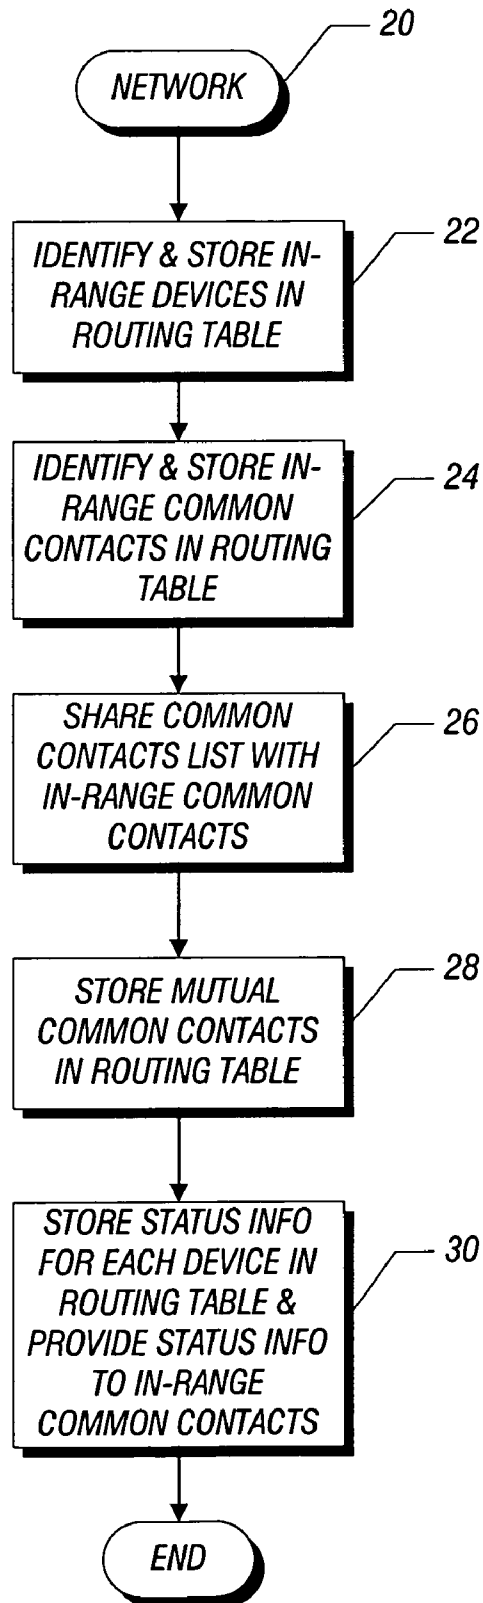 20
NETWORK
22
IDENTIFY & STORE IN-
RANGE DEVICES IN
ROUTING TABLE
24
IDENTIFY & STORE IN-
RANGE COMMON
CONTACTS IN ROUTING
TABLE
26
SHARE COMMON
CONTACTS LIST WITH
IN-RANGE COMMON
CONTACTS
28
STORE MUTUAL
COMMON CONTACTS
IN ROUTING TABLE
30
STORE STATUS INFO
FOR EACH DEVICE IN
ROUTING TABLE &
PROVIDE STATUS INFO
TO IN-RANGE
COMMON CONTACTS
END